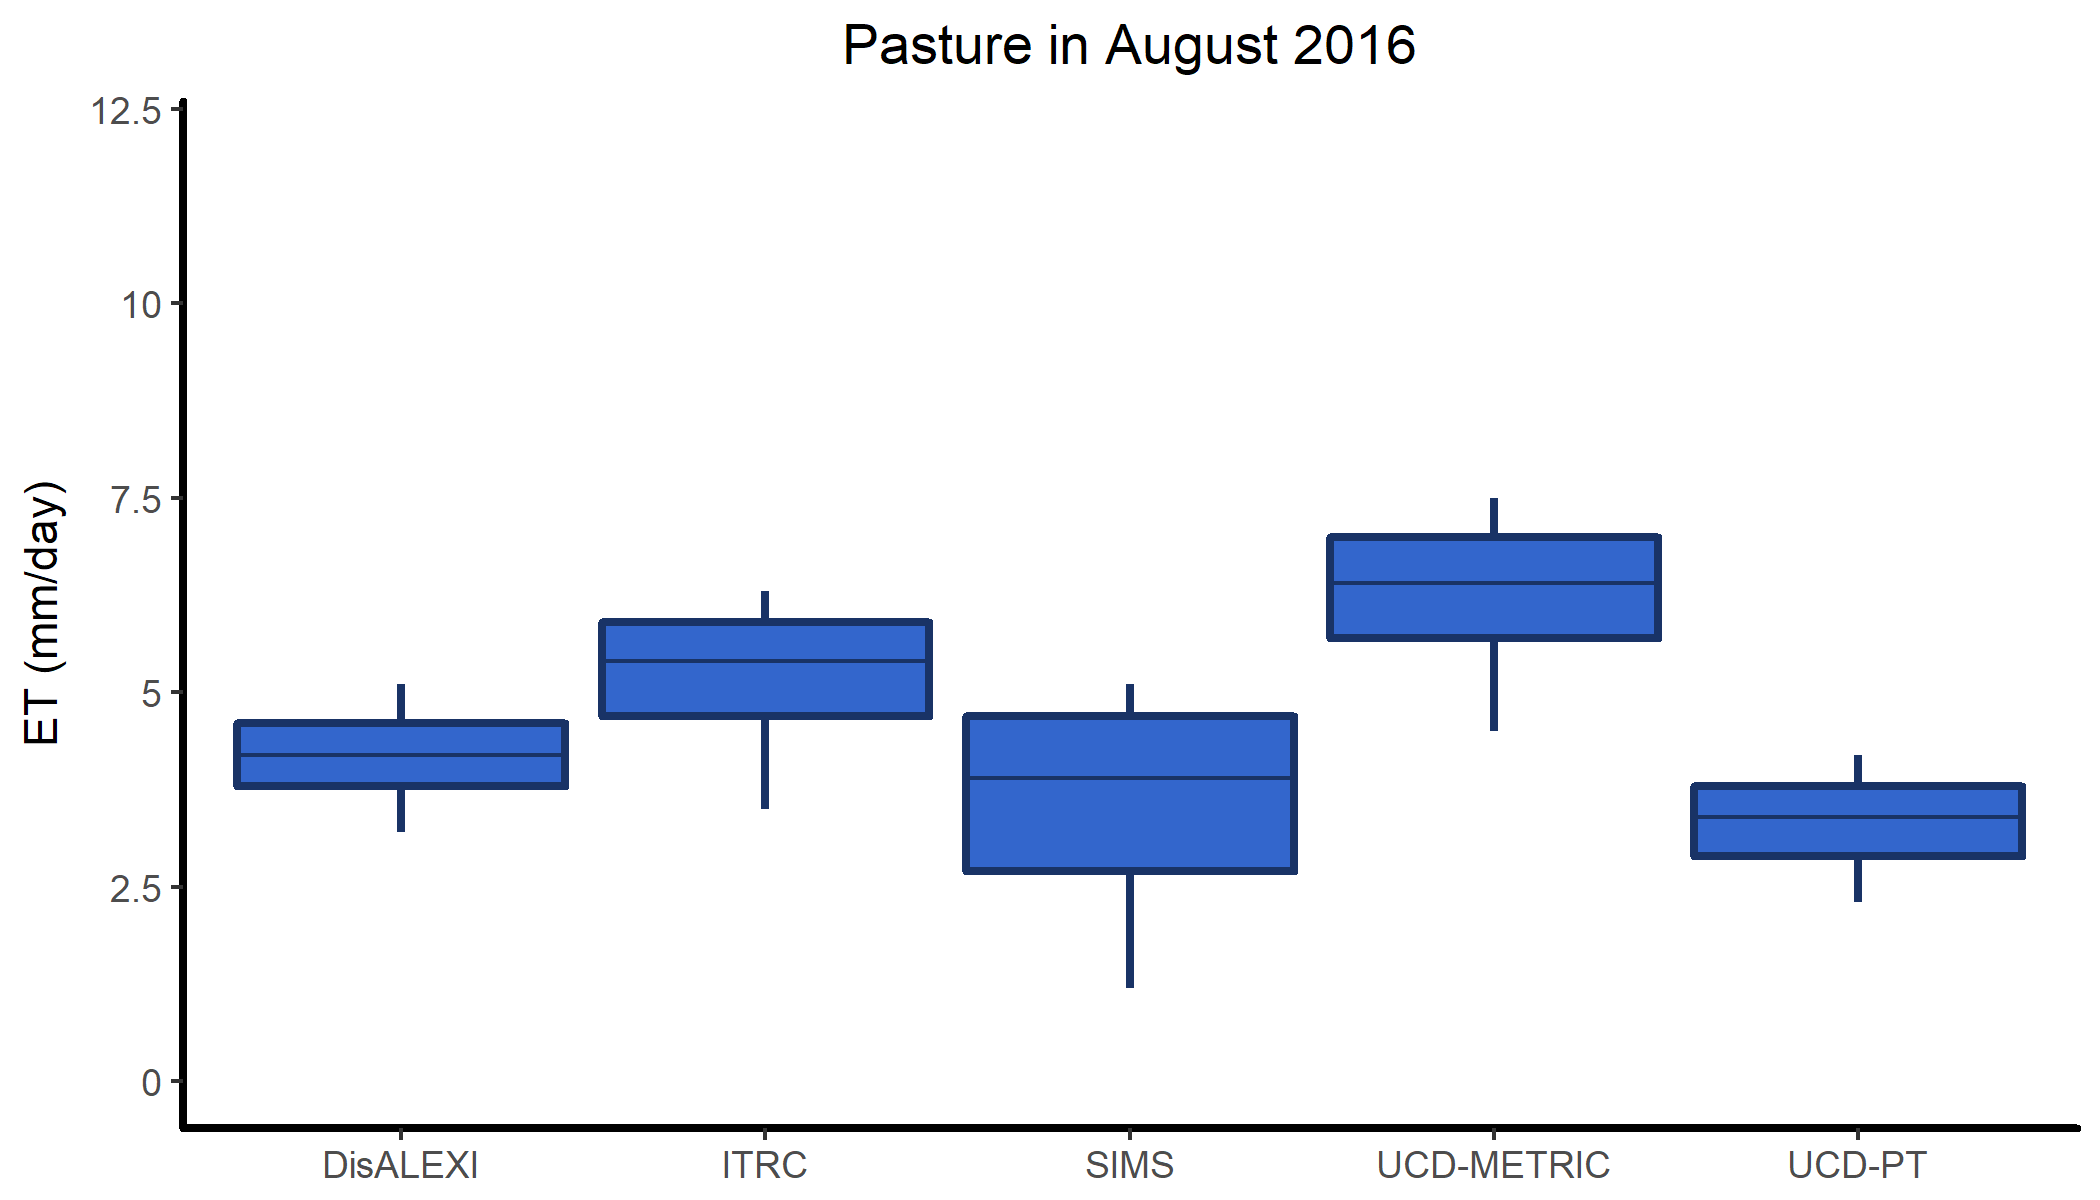 Pasture in August 2016
12.5
10
7.5
5
2.5
0
ET (mm/day)
DisALEXI
ITRC
SIMS
UCD-METRIC
UCD-PT